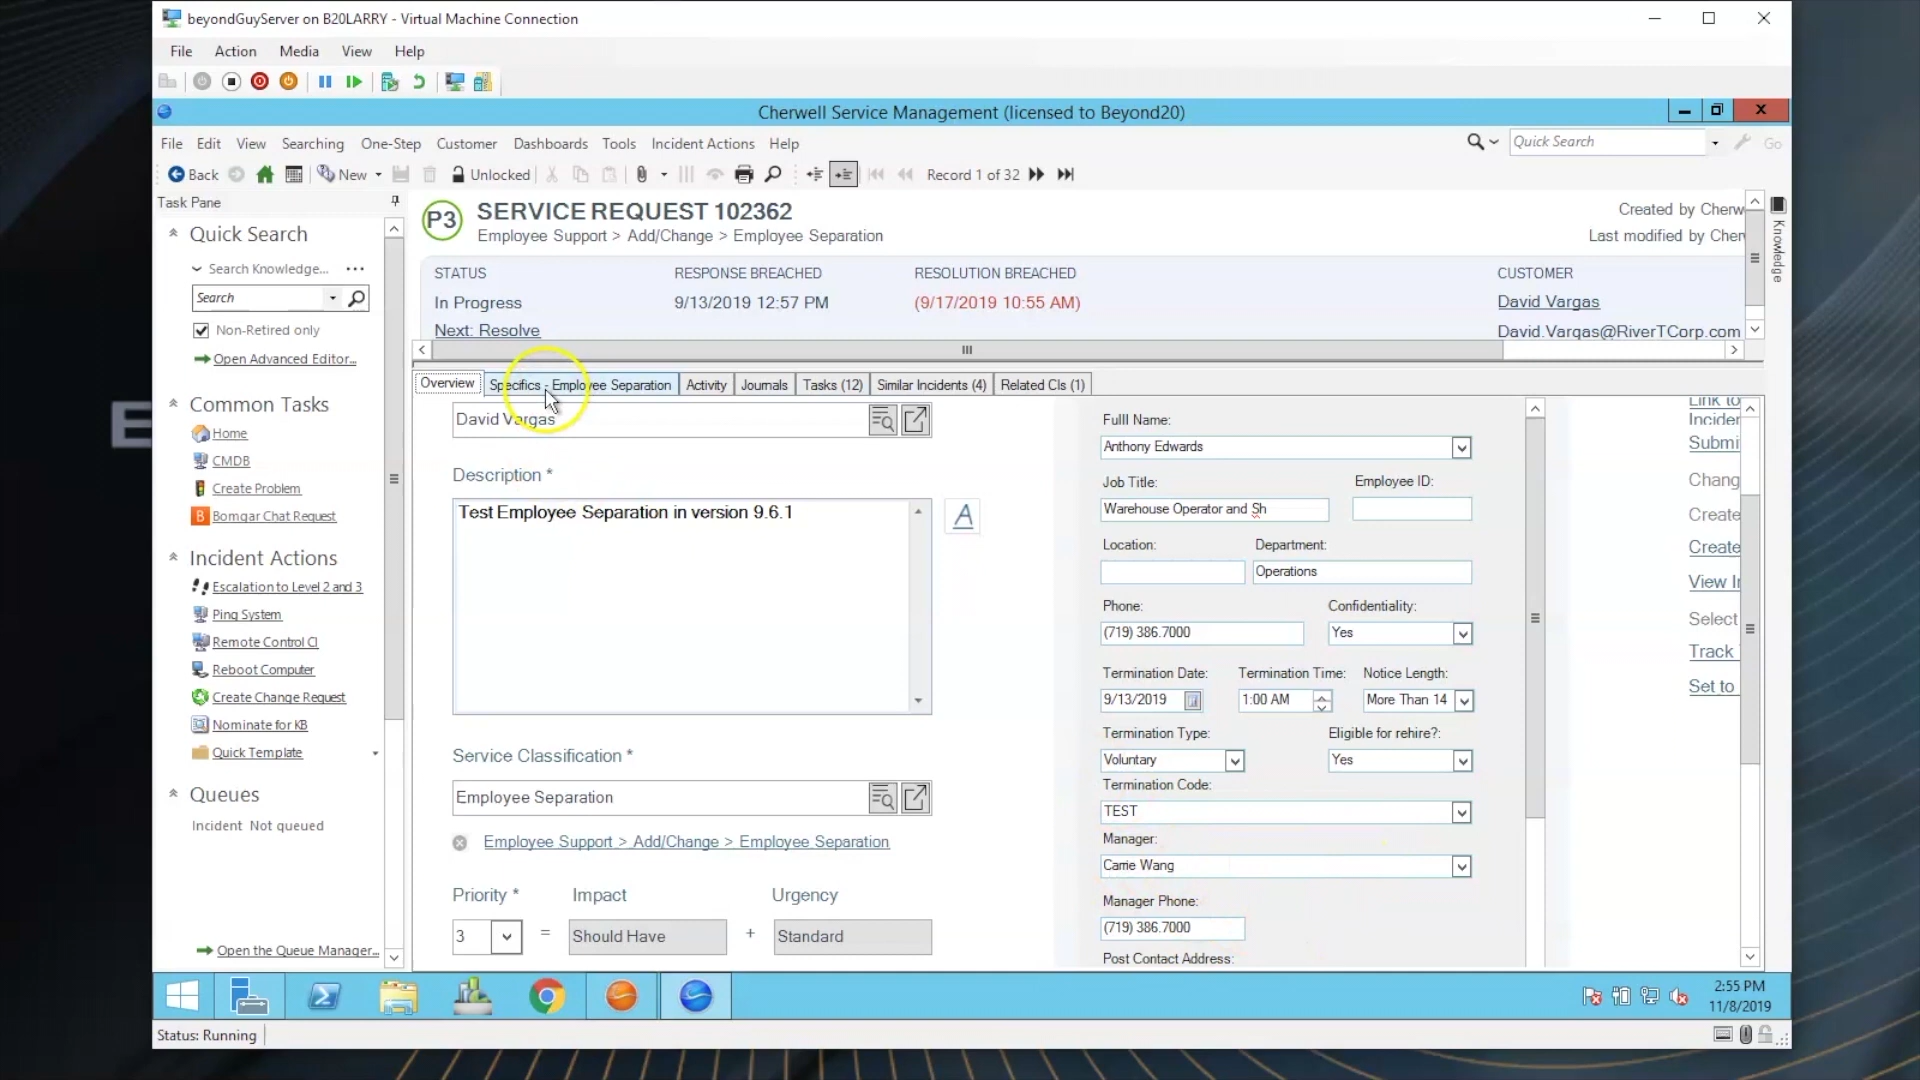 beyondGuyServer on B20LARRY - Virtual Machine Connection
File Action Media View Help
Cherwell Service Management (licensed to Beyond20)
File Edit View Searching One-Step Customer Dashboards Tools Incident Actions Help
Quick Search
Go
Back New Unlocked Record 1 of 32
Task Pane
Quick Search
Search Knowledge...
Search
Non-Retired only
Open Advanced Editor...
Common Tasks
Home
CMDB
Create Problem
B Bomgar Chat Request
Incident Actions
Escalation to Level 2 and 3
Ping System
Remote Control CI
Reboot Computer
Create Change Request
Nominate for KB
Quick Template
Queues
Incident Not queued
Open the Queue Manager...
P3
SERVICE REQUEST 102362
Employee Support > Add/Change > Employee Separation
Created by Cherw
Last modified by Cher
Knowledge
STATUS RESPONSE BREACHED RESOLUTION BREACHED CUSTOMER
In Progress 9/13/2019 12:57 PM (9/17/2019 10:55 AM) David Vargas
Next: Resolve David.Vargas@RiverTCorp.com
Overview Specifics - Employee Separation Activity Journals Tasks (12) Similar Incidents (4) Related CIs (1)
David Vargas
Description *
Test Employee Separation in version 9.6.1
A
Service Classification *
Employee Separation
Employee Support > Add/Change > Employee Separation
Priority * Impact Urgency
3 = Should Have + Standard
Fulll Name:
Anthony Edwards
Job Title: Employee ID:
Warehouse Operator and Sh
Location: Department:
Operations
Phone: Confidentiality:
(719) 386.7000 Yes
Termination Date: Termination Time: Notice Length:
9/13/2019 1:00 AM More Than 14
Termination Type: Eligible for rehire?:
Voluntary Yes
Termination Code:
TEST
Manager:
Carrie Wang
Manager Phone:
(719) 386.7000
Post Contact Address:
Link to
Inciden
Submi
Chang
Create
Create
View I
Select
Track
Set to
2:55 PM
11/8/2019
Status: Running